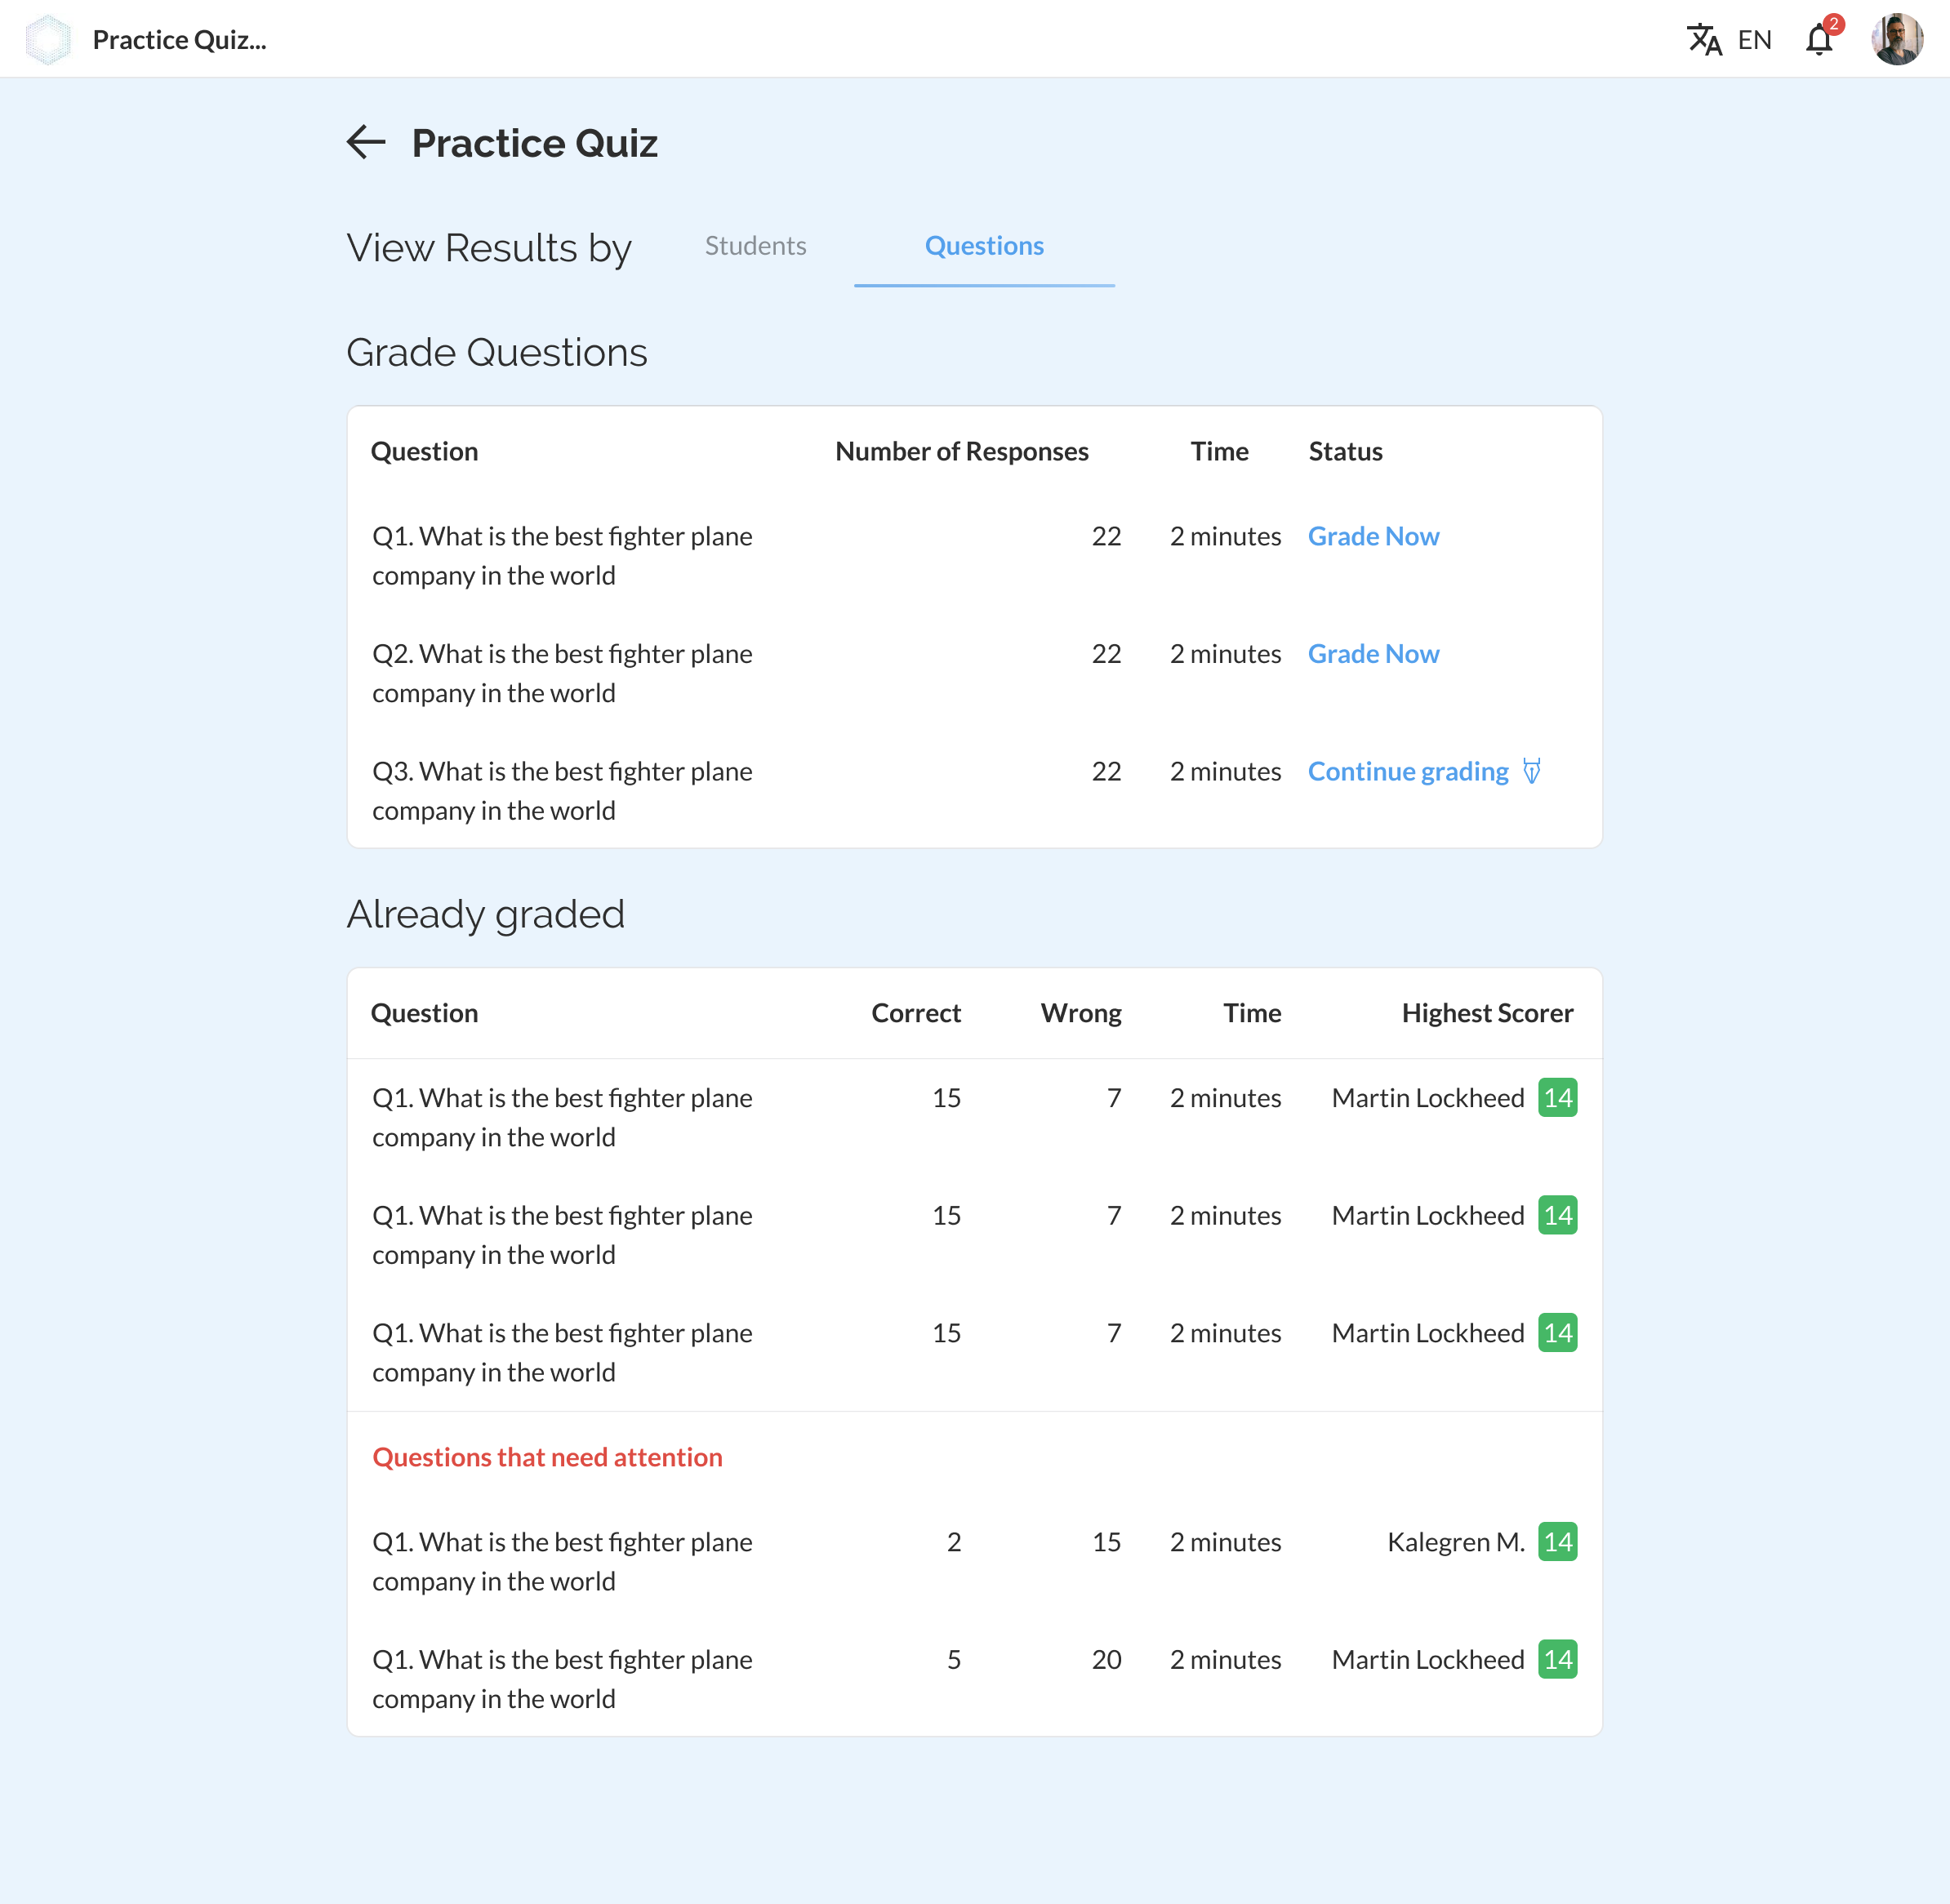 Practice Quiz...
EN
2
Practice Quiz
View Results by Students Questions
Grade Questions
Question Number of Responses Time Status
Q1. What is the best fighter plane 22 2 minutes Grade Now
company in the world
Q2. What is the best fighter plane 22 2 minutes Grade Now
company in the world
Q3. What is the best fighter plane 22 2 minutes Continue grading
company in the world
Already graded
Question Correct Wrong Time Highest Scorer
Q1. What is the best fighter plane 15 7 2 minutes Martin Lockheed 14
company in the world
Q1. What is the best fighter plane 15 7 2 minutes Martin Lockheed 14
company in the world
Q1. What is the best fighter plane 15 7 2 minutes Martin Lockheed 14
company in the world
Questions that need attention
Q1. What is the best fighter plane 2 15 2 minutes Kalegren M. 14
company in the world
Q1. What is the best fighter plane 5 20 2 minutes Martin Lockheed 14
company in the world